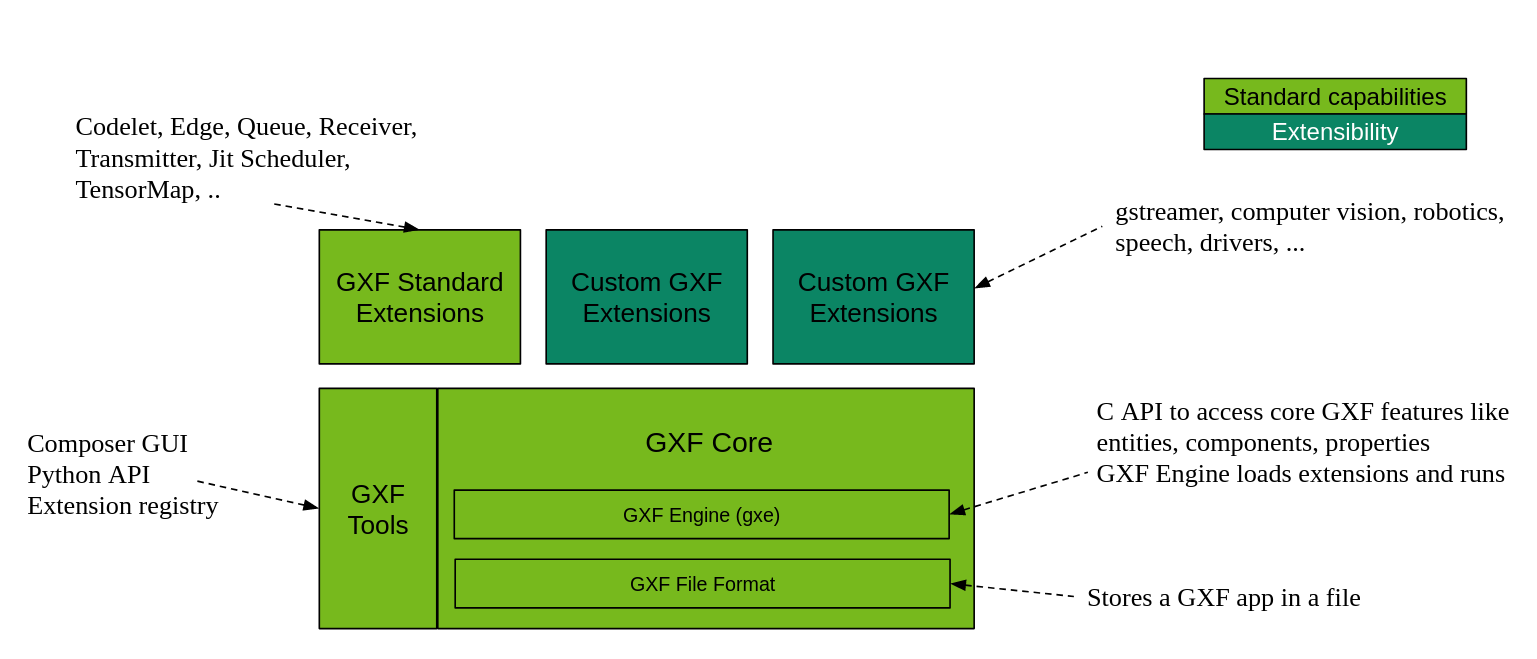 Standard capabilities
Extensibility
Codelet, Edge, Queue, Receiver,
Transmitter, Jit Scheduler,
TensorMap, ..
gstreamer, computer vision, robotics,
speech, drivers, ...
GXF Standard
Extensions
Custom GXF
Extensions
Custom GXF
Extensions
Composer GUI
Python API
Extension registry
GXF
Tools
GXF Core
GXF Engine (gxe)
GXF File Format
C API to access core GXF features like
entities, components, properties
GXF Engine loads extensions and runs
Stores a GXF app in a file